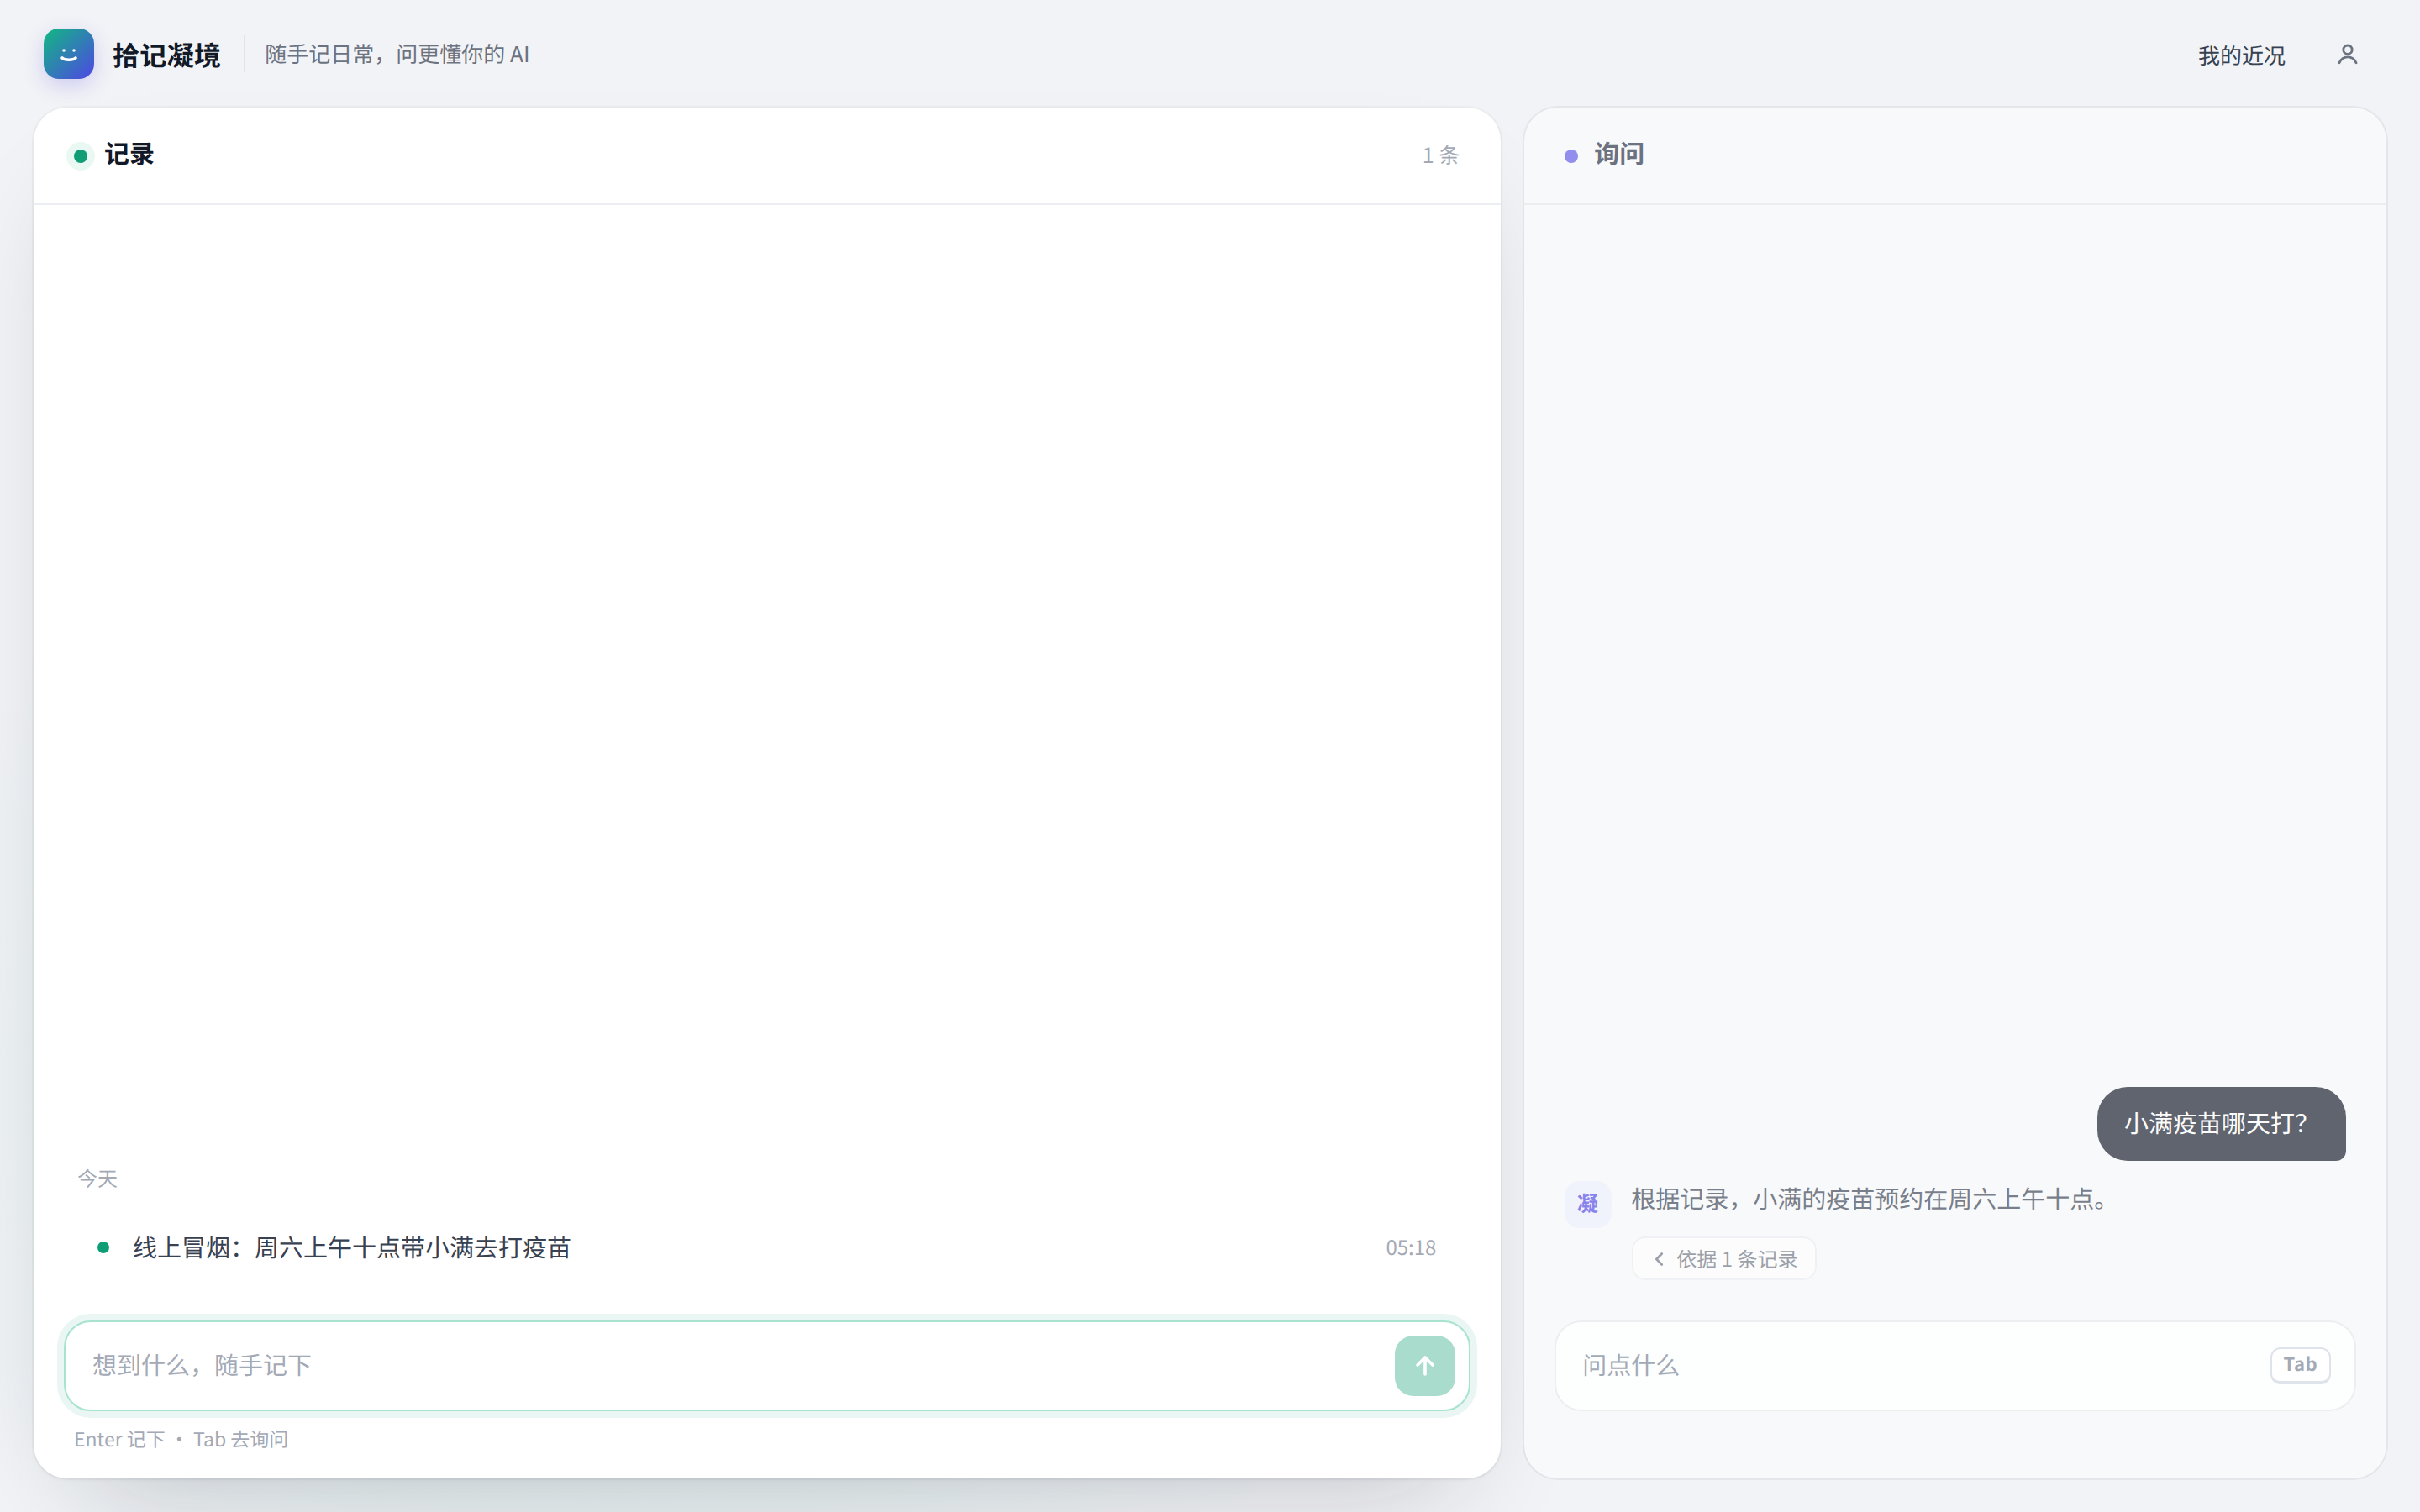 拾记凝境
随手记日常，问更懂你的 AI
我的近况
记录
1 条
今天
线上冒烟：周六上午十点带小满去打疫苗
05:18
想到什么，随手记下
Enter 记下 · Tab 去询问
询问
小满疫苗哪天打？
凝
根据记录，小满的疫苗预约在周六上午十点。
依据 1 条记录
问点什么
Tab